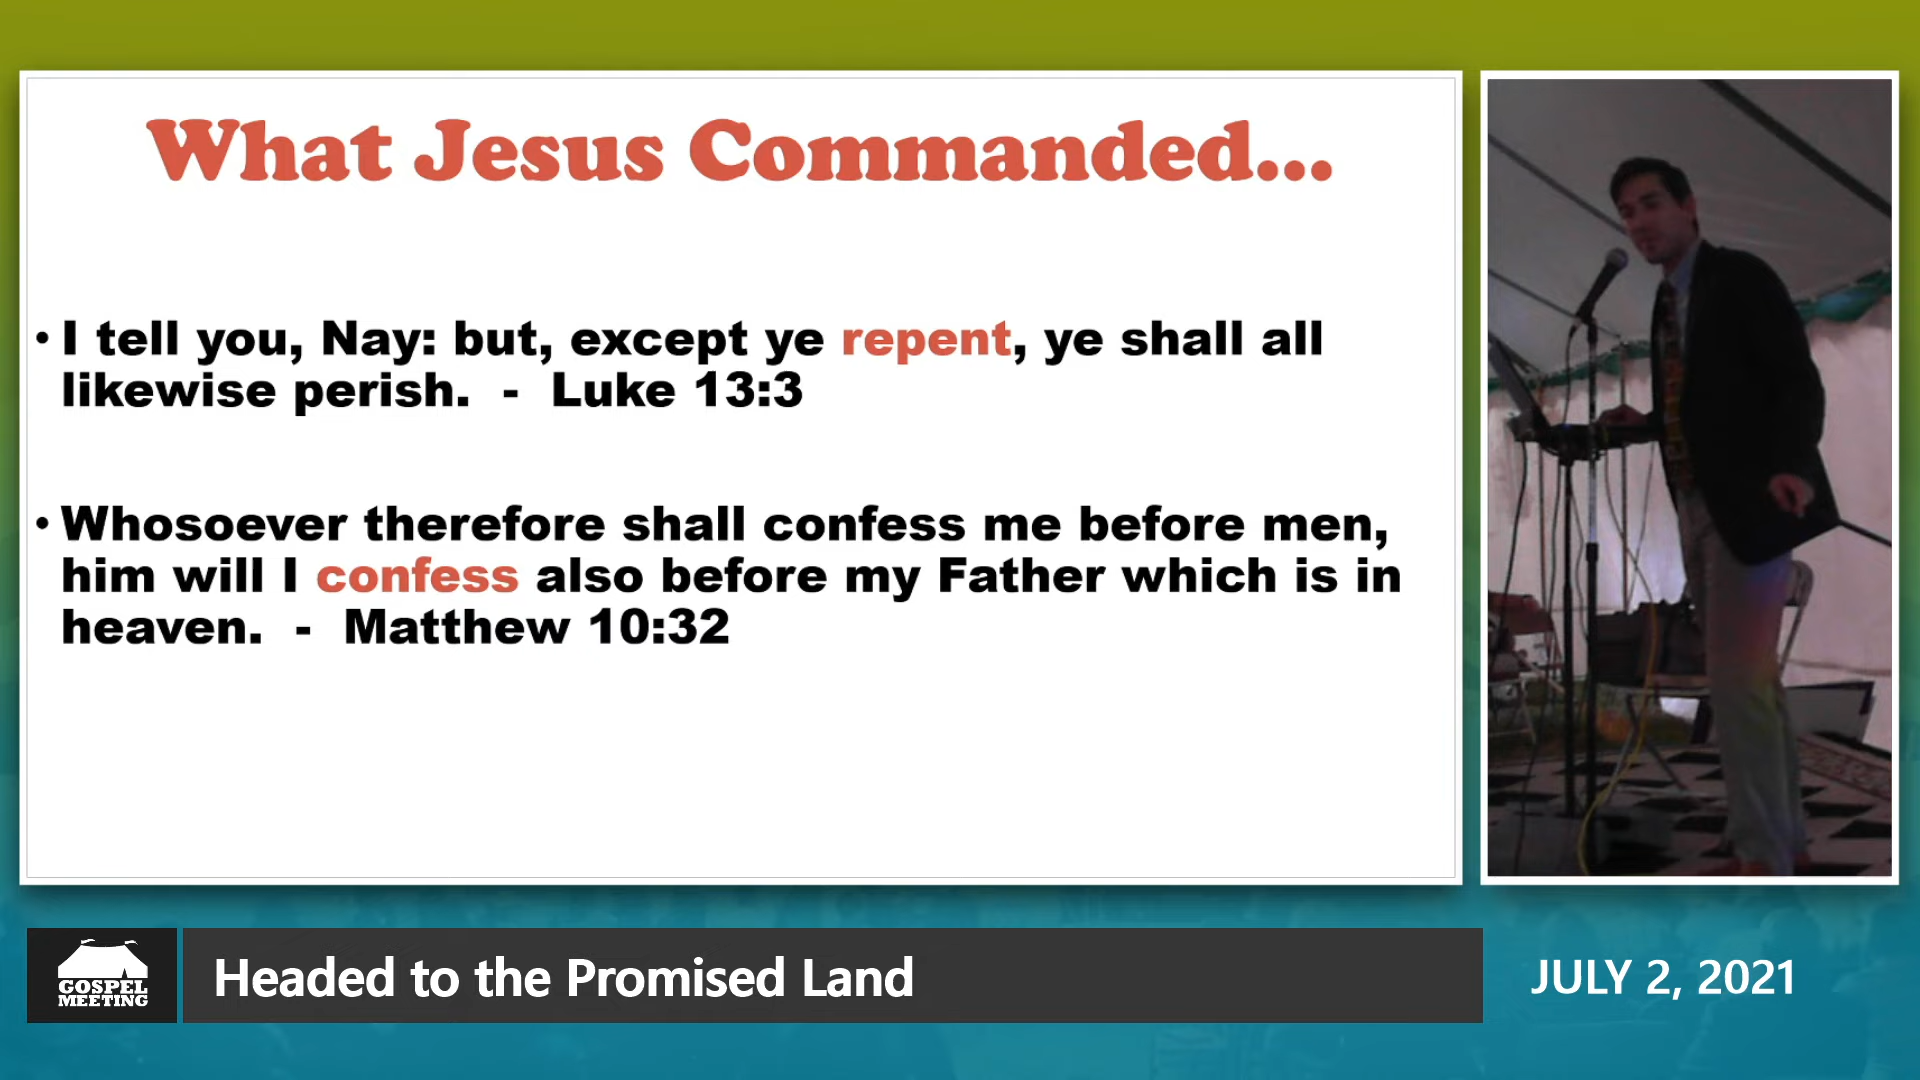 What Jesus Commanded...
• I tell you, Nay: but, except ye repent, ye shall all
likewise perish.  -  Luke 13:3
• Whosoever therefore shall confess me before men,
him will I confess also before my Father which is in
heaven.  -  Matthew 10:32
GOSPEL
MEETING
Headed to the Promised Land
JULY 2, 2021